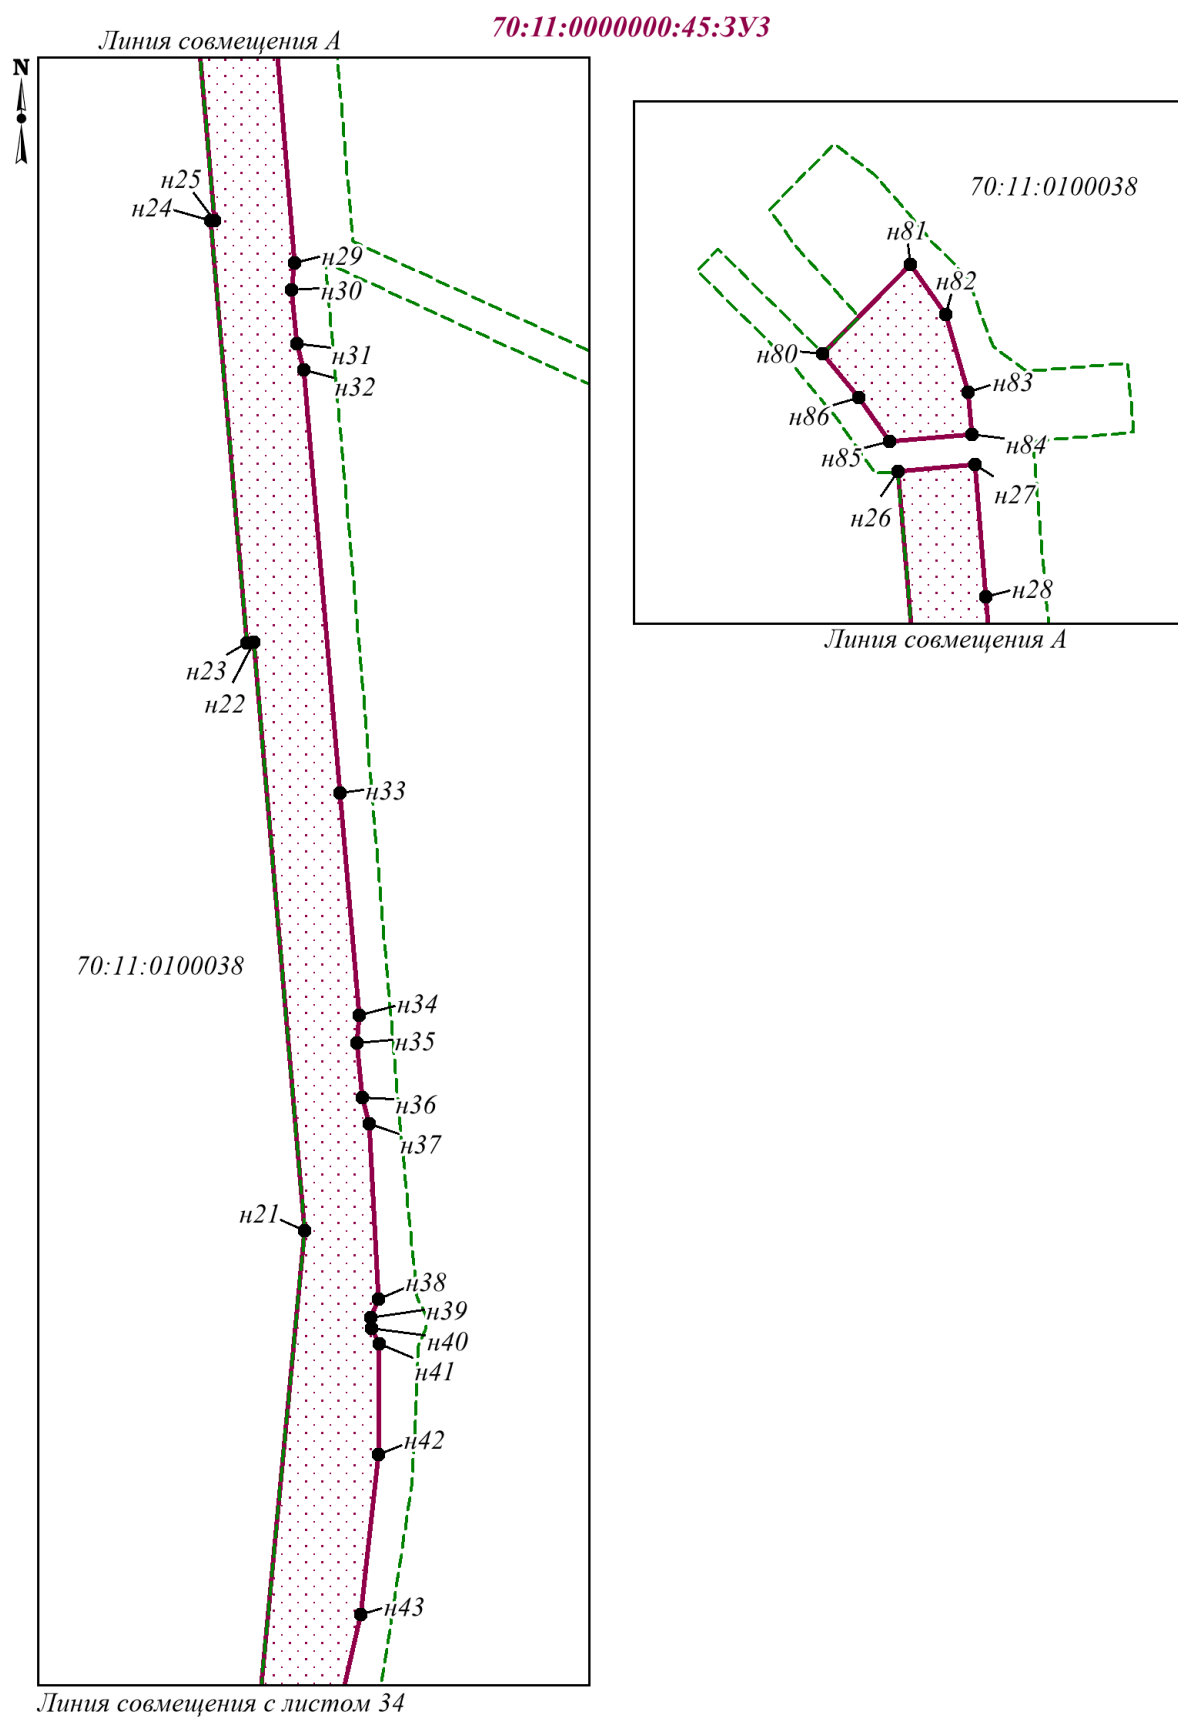 70:11:0000000:45:ЗУ3
Линия совмещения А
N
н25
н24
н29
н30
н31
н32
н23
н22
н33
70:11:0100038
н34
н35
н36
н37
н21
н38
н39
н40
н41
н42
н43
Линия совмещения с листом 34
70:11:0100038
н81
н82
н80
н83
н86
н84
н85
н27
н26
н28
Линия совмещения А